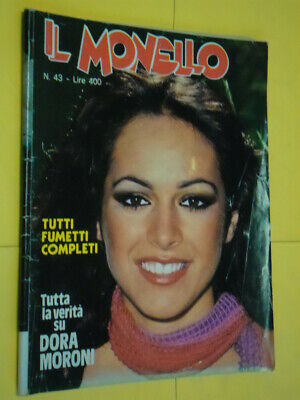 IL MONELLO
N. 43 - Lire 400
TUTTI
FUMETTI
COMPLETI
Tutta
la verità
su
DORA
MORONI